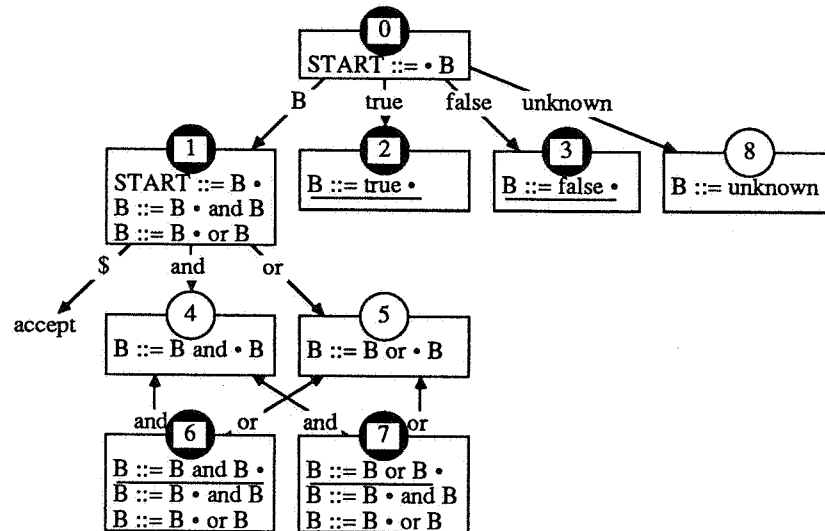 0
START ::= • B
B true false unknown
1 2 3 8
START ::= B • B ::= true • B ::= false • B ::= unknown
B ::= B • and B
B ::= B • or B
$ and or
accept
4 5
B ::= B and • B B ::= B or • B
and or and or
6 7
B ::= B and B • B ::= B or B •
B ::= B • and B B ::= B • and B
B ::= B • or B B ::= B • or B